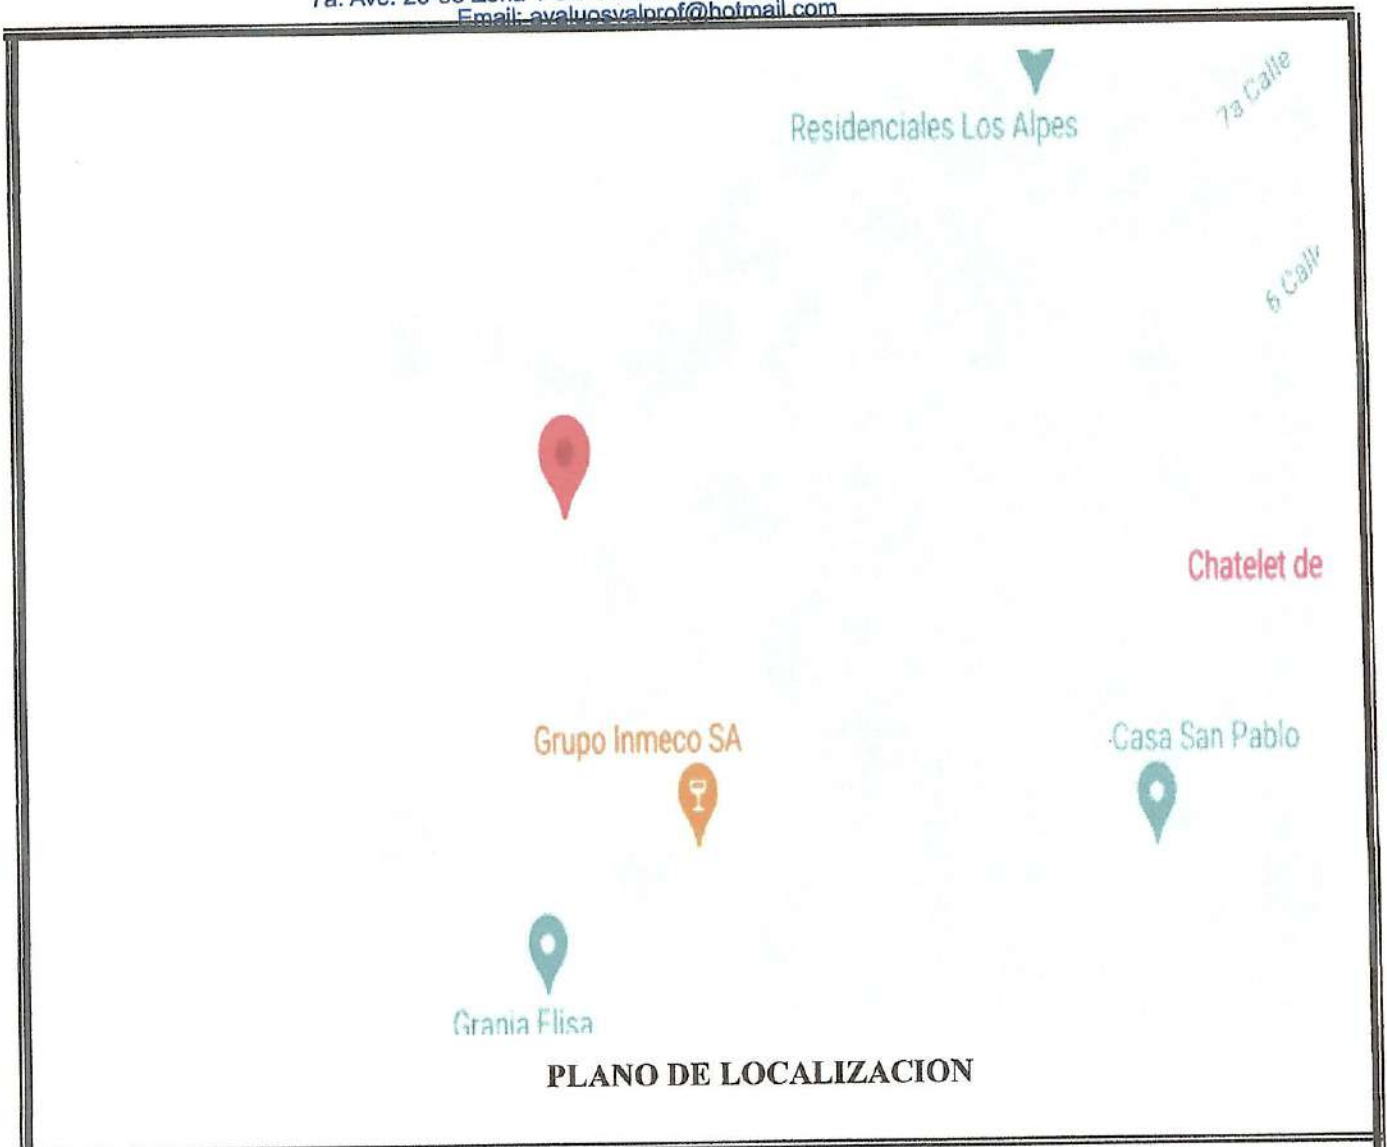 Email: avaluosvalprof@hotmail.com
Residenciales Los Alpes
7a Calle
6 Calle
Chatelet de
Grupo Inmeco SA
Casa San Pablo
Granja Elisa
PLANO DE LOCALIZACION